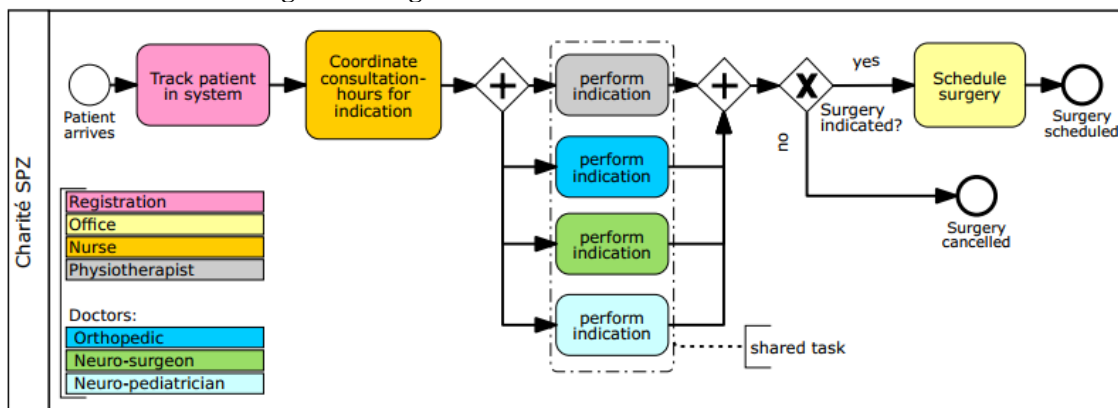 Charité SPZ
Patient
arrives
Track patient
in system
Coordinate
consultation-
hours for
indication
perform
indication
perform
indication
perform
indication
perform
indication
shared task
yes
Surgery
indicated?
no
Schedule
surgery
Surgery
scheduled
Surgery
cancelled
Registration
Office
Nurse
Physiotherapist
Doctors:
Orthopedic
Neuro-surgeon
Neuro-pediatrician